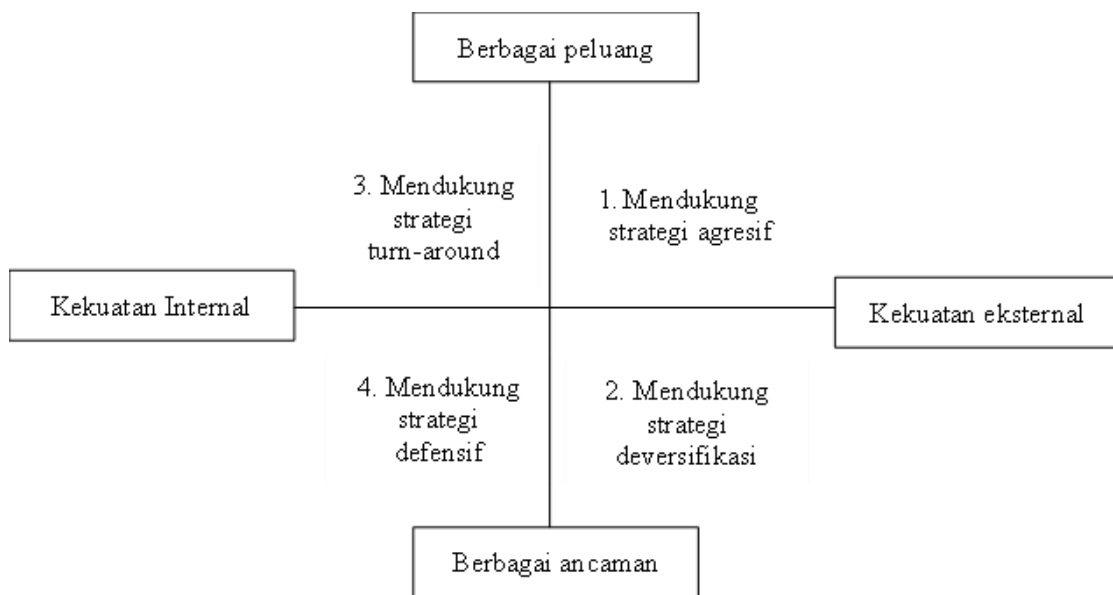 Berbagai peluang
3. Mendukung
strategi
turn-around
1. Mendukung
strategi agresif
Kekuatan Internal
Kekuatan eksternal
4. Mendukung
strategi
defensif
2. Mendukung
strategi
deversifikasi
Berbagai ancaman